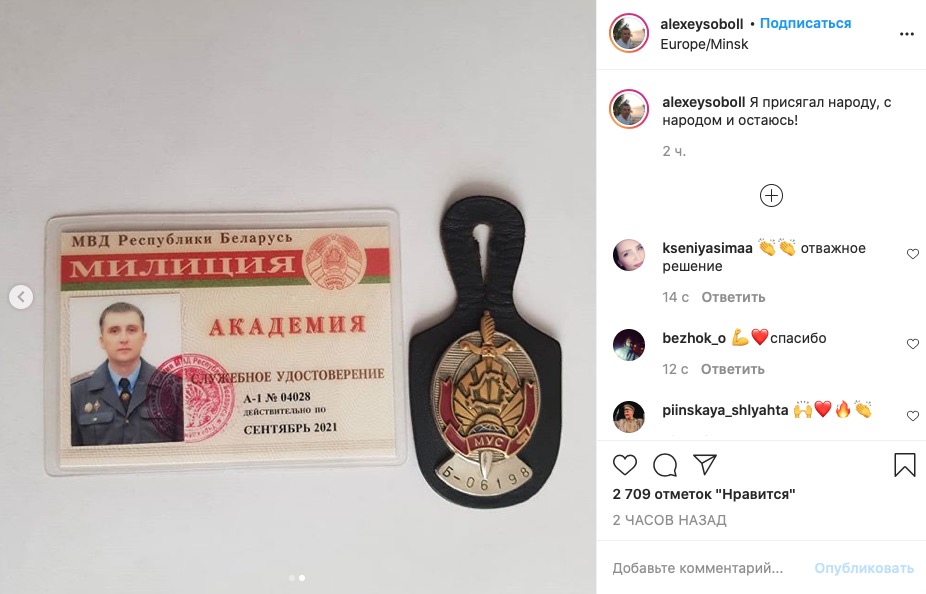 МВД Республики Беларусь
МИЛИЦИЯ
АКАДЕМИЯ
СЛУЖЕБНОЕ УДОСТОВЕРЕНИЕ
А-1 № 04028
ДЕЙСТВИТЕЛЬНО ПО
СЕНТЯБРЬ 2021
МУС
Б-06198
alexeysoboll • Подписаться
Europe/Minsk
alexeysoboll Я присягал народу, с
народом и остаюсь!
2 ч.
kseniyasimaa 👏👏 отважное
решение
14 с Ответить
bezhok_o 💪❤️спасибо
12 с Ответить
piinskaya_shlyahta 🙌❤️🔥👏
2 709 отметок "Нравится"
2 ЧАСОВ НАЗАД
Добавьте комментарий... Опубликовать